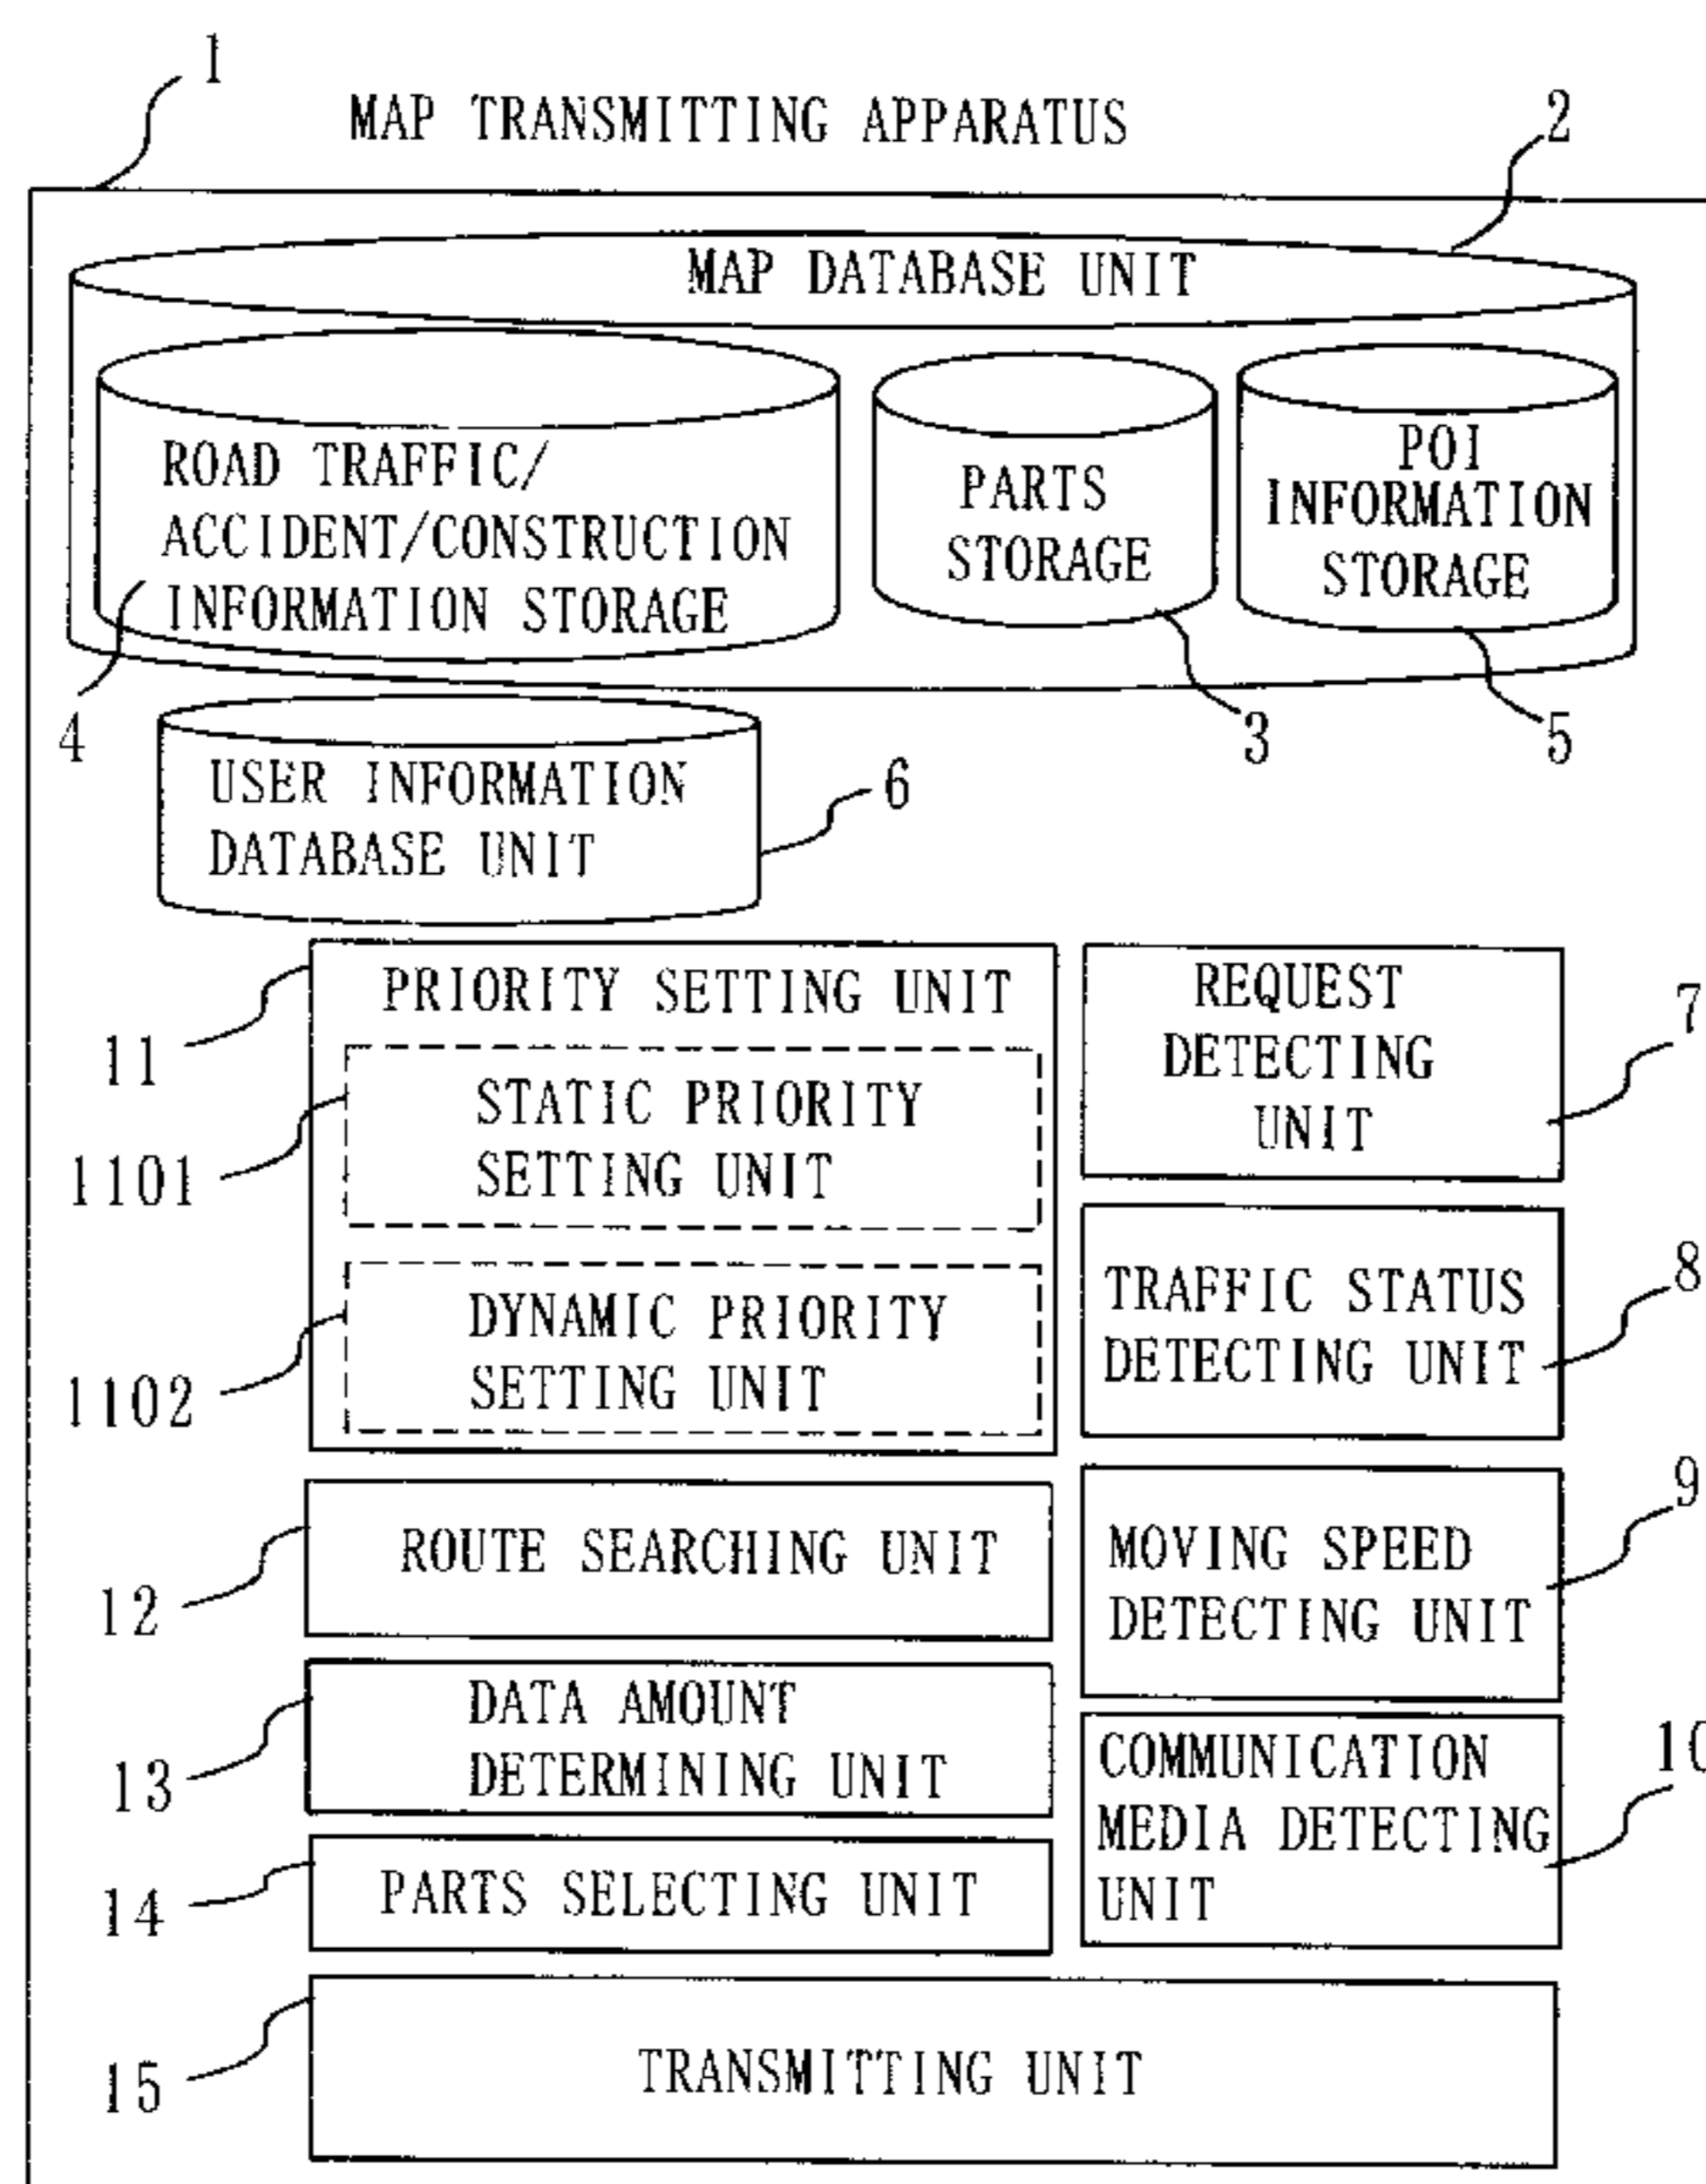 1
MAP TRANSMITTING APPARATUS
2
MAP DATABASE UNIT
ROAD TRAFFIC/
ACCIDENT/CONSTRUCTION
INFORMATION STORAGE
PARTS
STORAGE
POI
INFORMATION
STORAGE
4
3
5
USER INFORMATION
DATABASE UNIT
6
11
PRIORITY SETTING UNIT
1101
STATIC PRIORITY
SETTING UNIT
1102
DYNAMIC PRIORITY
SETTING UNIT
REQUEST
DETECTING
UNIT
7
TRAFFIC STATUS
DETECTING UNIT
8
12
ROUTE SEARCHING UNIT
MOVING SPEED
DETECTING UNIT
9
13
DATA AMOUNT
DETERMINING UNIT
COMMUNICATION
MEDIA DETECTING
UNIT
10
14
PARTS SELECTING UNIT
15
TRANSMITTING UNIT